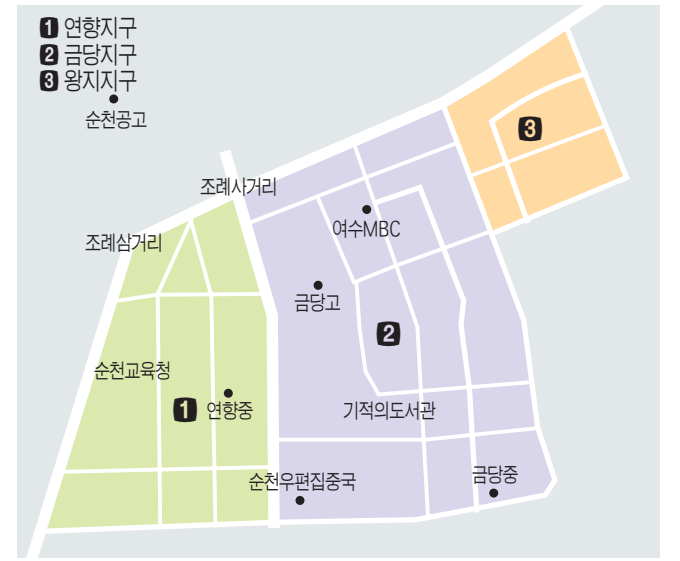 1 연향지구
2 금당지구
3 왕지지구
순천공고
3
조례사거리
여수MBC
조례삼거리
금당고
2
순천교육청
1
연향중
기적의도서관
순천우편집중국
금당중